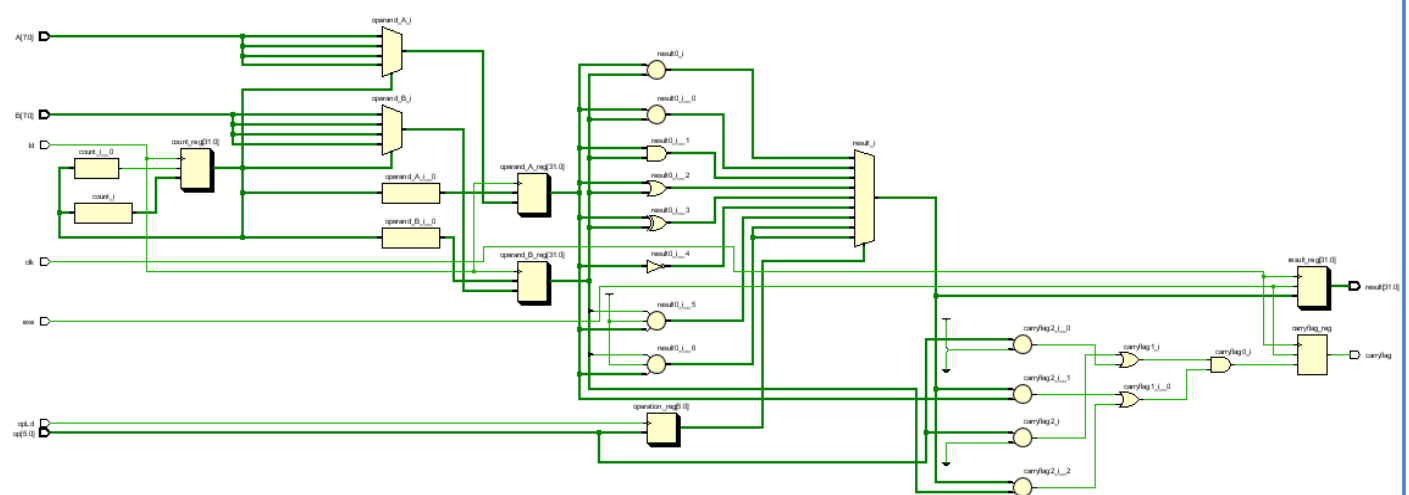 operand_A_i
A[7:0]
result0_i
operand_B_i
result0_i__0
B[7:0]
ld
count_reg[31:0]
result0_i__1
result_i
count_i__0
operand_A_reg[31:0]
result0_i__2
operand_A_i__0
count_i
result0_i__3
operand_B_i__0
result0_i__4
operand_B_reg[31:0]
clk
result_reg[31:0]
result[31:0]
result0_i__5
exe
carryflag2_i__0
carryflag_reg
result0_i__6
carryflag1_i
carryflag0_i
carryflag
carryflag2_i__1
carryflag1_i__0
operation_reg[5:0]
opLd
op[5:0]
carryflag2_i
carryflag2_i__2